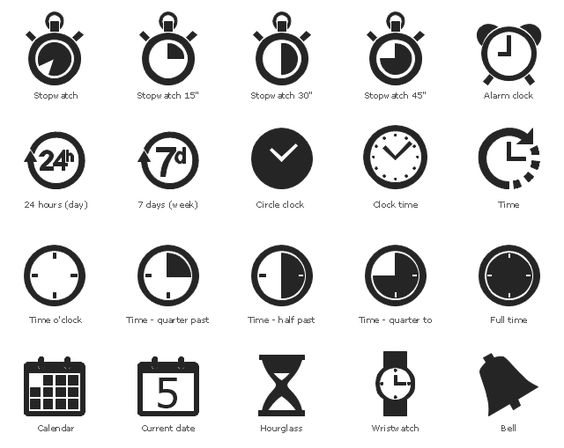 Stopwatch
Stopwatch 15"
Stopwatch 30"
Stopwatch 45"
Alarm clock
24h
7d
24 hours (day)
7 days (week)
Circle clock
Clock time
Time
Time o'clock
Time - quarter past
Time - half past
Time - quarter to
Full time
5
Calendar
Current date
Hourglass
Wristwatch
Bell